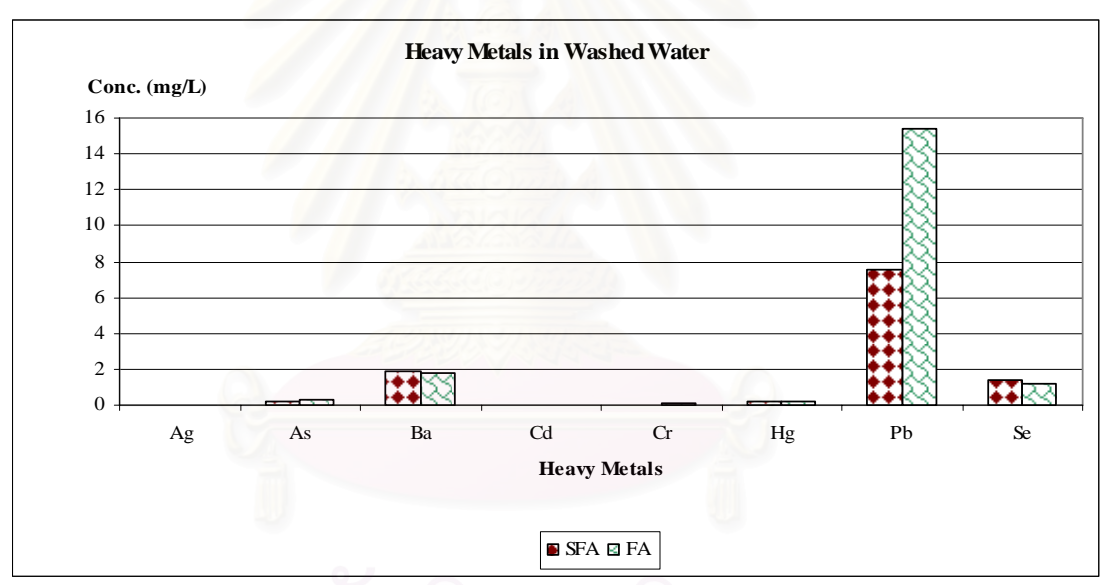 Heavy Metals in Washed Water
Conc. (mg/L)
16
14
12
10
8
6
4
2
0
Ag As Ba Cd Cr Hg Pb Se
Heavy Metals
SFA FA